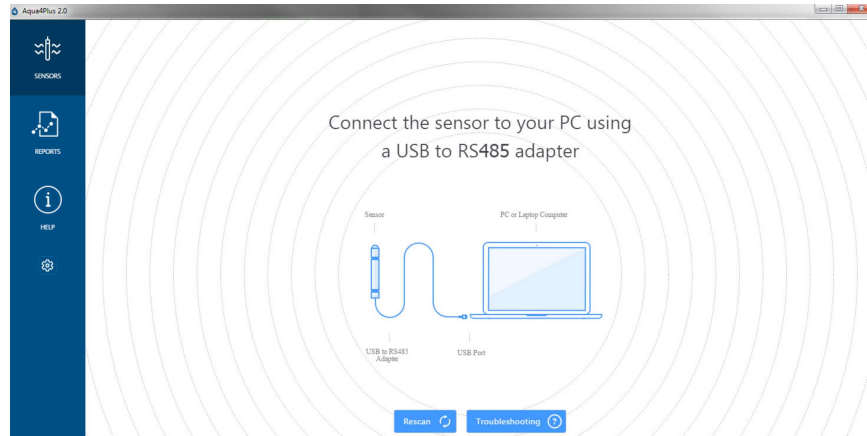 Aqua4Plus 2.0
SENSORS
REPORTS
HELP
Connect the sensor to your PC using
a USB to RS485 adapter
Sensor
PC or Laptop Computer
USB to RS485
Adapter
USB Port
Rescan
Troubleshooting ?